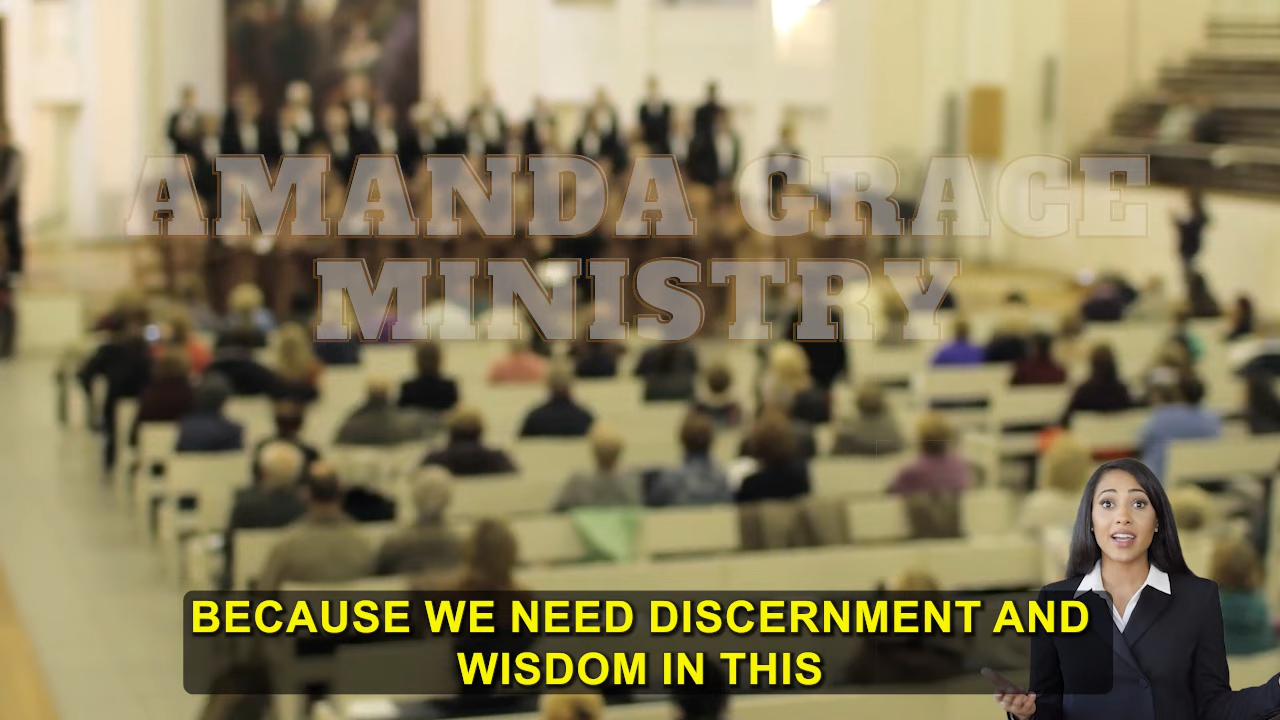 AMANDA GRACE
MINISTRY
BECAUSE WE NEED DISCERNMENT AND
WISDOM IN THIS